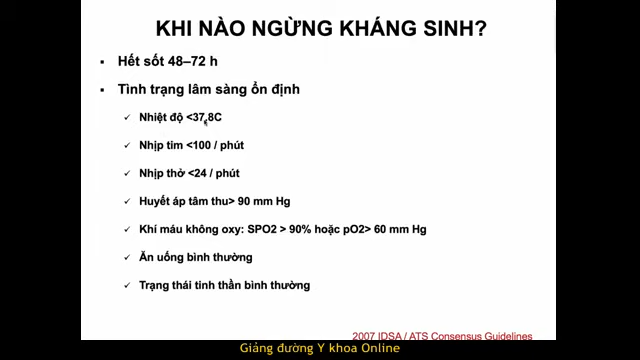 KHI NÀO NGỪNG KHÁNG SINH?
▪ Hết sốt 48–72 h
▪ Tình trạng lâm sàng ổn định
✓ Nhiệt độ <37,8C
✓ Nhịp tim <100 / phút
✓ Nhịp thở <24 / phút
✓ Huyết áp tâm thu> 90 mm Hg
✓ Khí máu không oxy: SPO2 > 90% hoặc pO2> 60 mm Hg
✓ Ăn uống bình thường
✓ Trạng thái tinh thần bình thường
2007 IDSA / ATS Consensus Guidelines
Giảng đường Y khoa Online